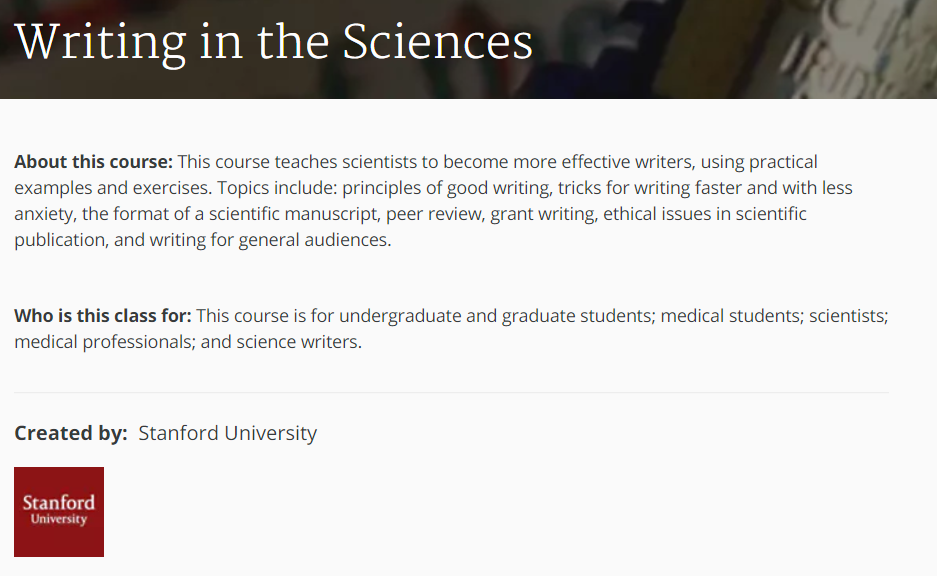 Writing in the Sciences
About this course: This course teaches scientists to become more effective writers, using practical
examples and exercises. Topics include: principles of good writing, tricks for writing faster and with less
anxiety, the format of a scientific manuscript, peer review, grant writing, ethical issues in scientific
publication, and writing for general audiences.
Who is this class for: This course is for undergraduate and graduate students; medical students; scientists;
medical professionals; and science writers.
Created by: Stanford University
Stanford
University